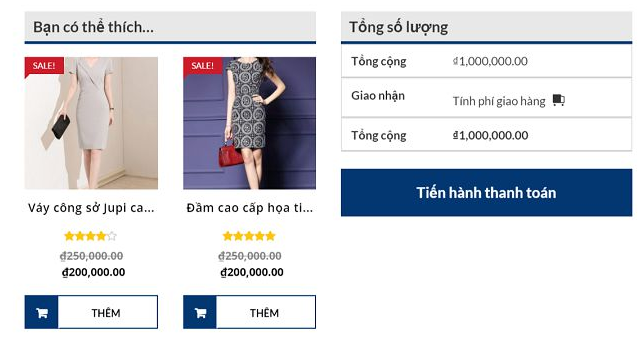 Bạn có thể thích...
SALE!
Váy công sở Jupi ca...
₫250,000.00
₫200,000.00
THÊM
SALE!
Đầm cao cấp họa ti...
₫250,000.00
₫200,000.00
THÊM
Tổng số lượng
Tổng cộng ₫1,000,000.00
Giao nhận Tính phí giao hàng
Tổng cộng ₫1,000,000.00
Tiến hành thanh toán